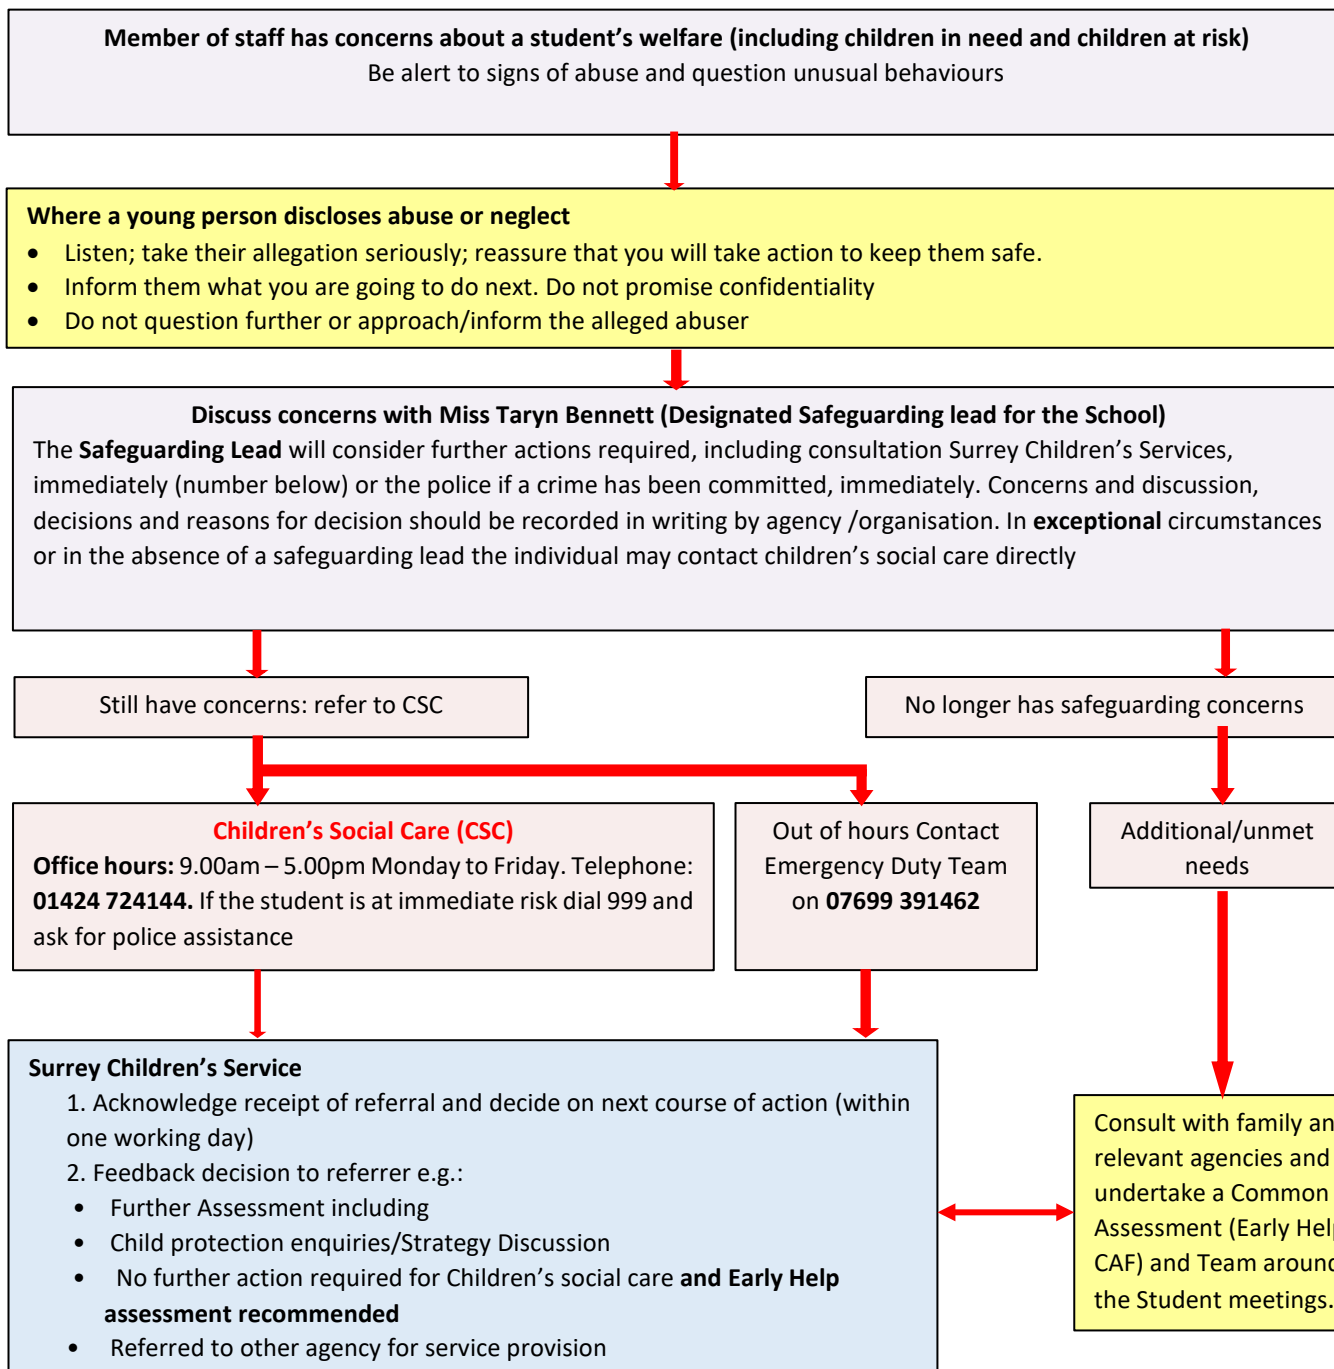 Member of staff has concerns about a student’s welfare (including children in need and children at risk)
Be alert to signs of abuse and question unusual behaviours
Where a young person discloses abuse or neglect
• Listen; take their allegation seriously; reassure that you will take action to keep them safe.
• Inform them what you are going to do next. Do not promise confidentiality
• Do not question further or approach/inform the alleged abuser
Discuss concerns with Miss Taryn Bennett (Designated Safeguarding lead for the School)
The Safeguarding Lead will consider further actions required, including consultation Surrey Children’s Services,
immediately (number below) or the police if a crime has been committed, immediately. Concerns and discussion,
decisions and reasons for decision should be recorded in writing by agency /organisation. In exceptional circumstances
or in the absence of a safeguarding lead the individual may contact children’s social care directly
Still have concerns: refer to CSC
No longer has safeguarding concerns
Children’s Social Care (CSC)
Office hours: 9.00am – 5.00pm Monday to Friday. Telephone:
01424 724144. If the student is at immediate risk dial 999 and
ask for police assistance
Out of hours Contact
Emergency Duty Team
on 07699 391462
Additional/unmet
needs
Surrey Children’s Service
1. Acknowledge receipt of referral and decide on next course of action (within
one working day)
2. Feedback decision to referrer e.g.:
• Further Assessment including
• Child protection enquiries/Strategy Discussion
• No further action required for Children’s social care and Early Help
assessment recommended
• Referred to other agency for service provision
Consult with family an
relevant agencies and
undertake a Common
Assessment (Early Help
CAF) and Team around
the Student meetings.